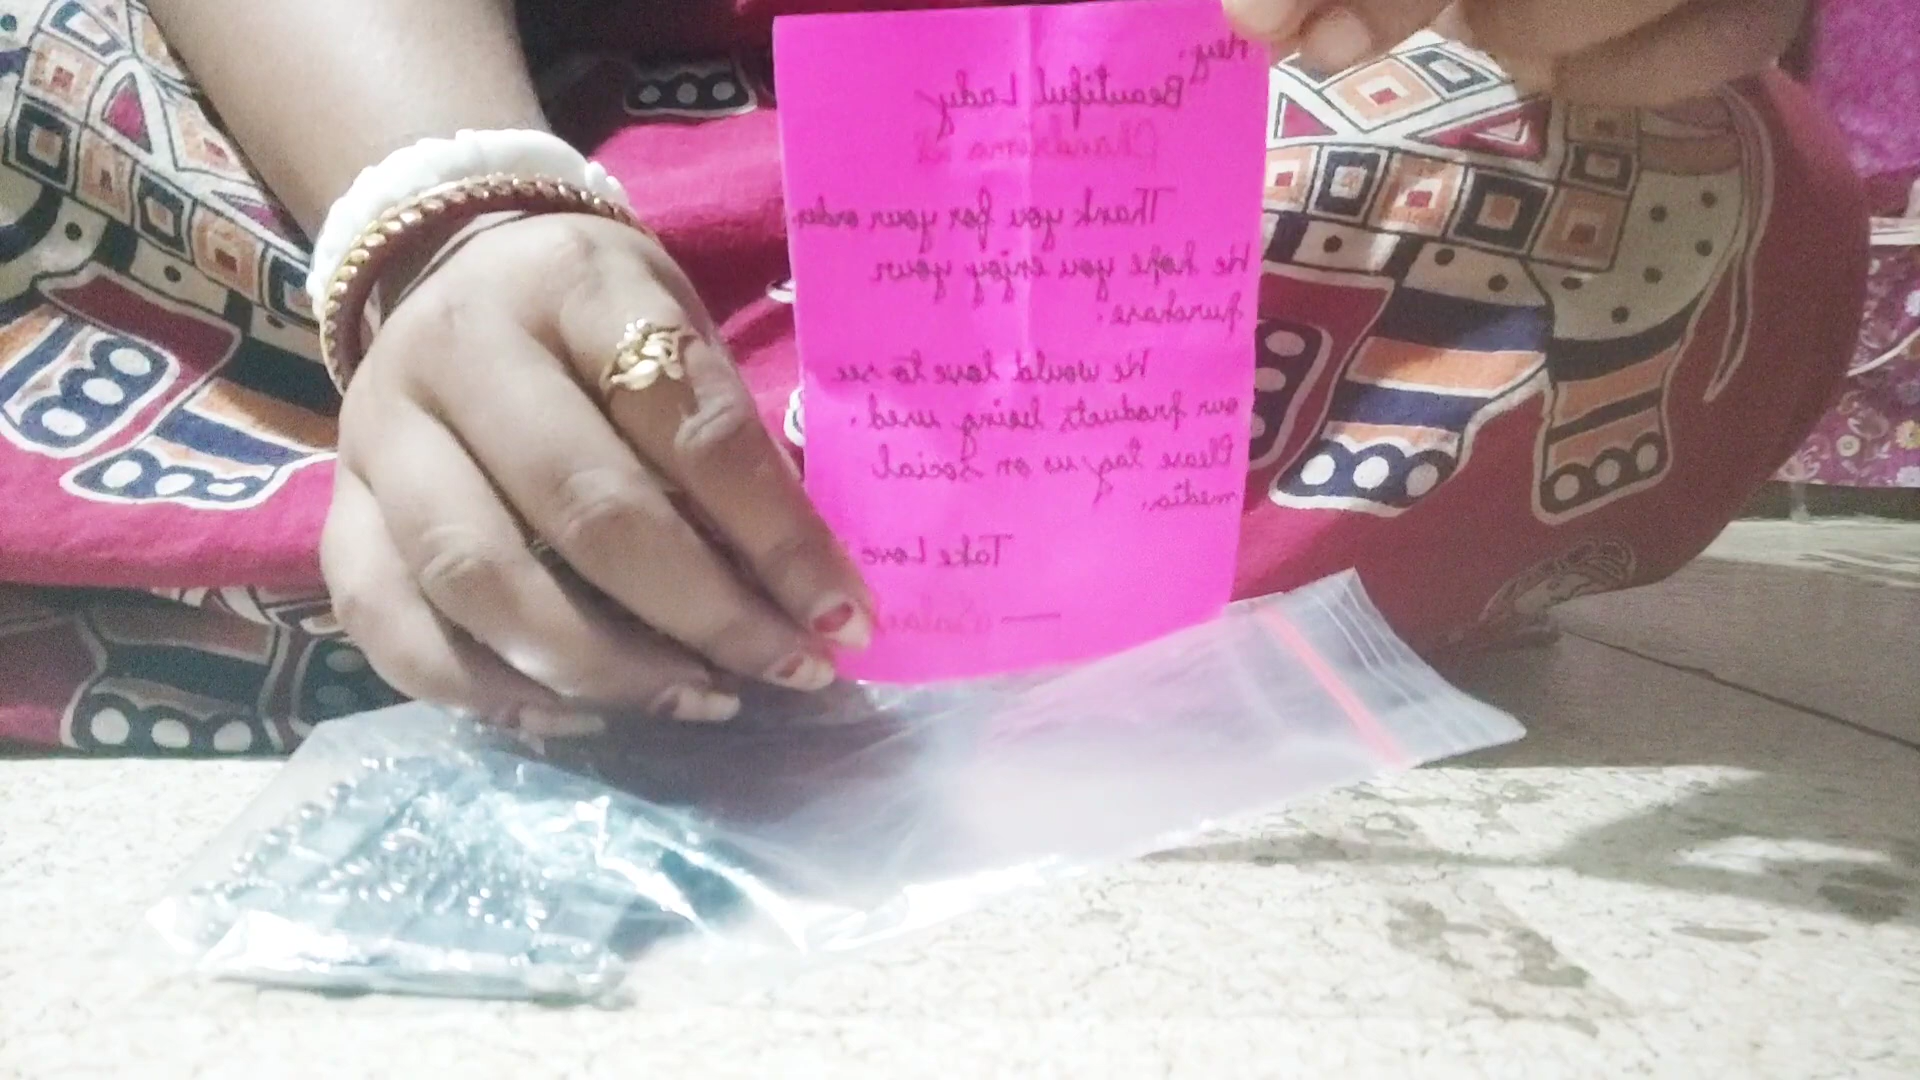 Hey,
Beautiful Lady
Chandrima
Thank you for your order
We hope you enjoy your
purchase.
We would love to see
our products being used.
Please tag us on Social
media.
Take Love